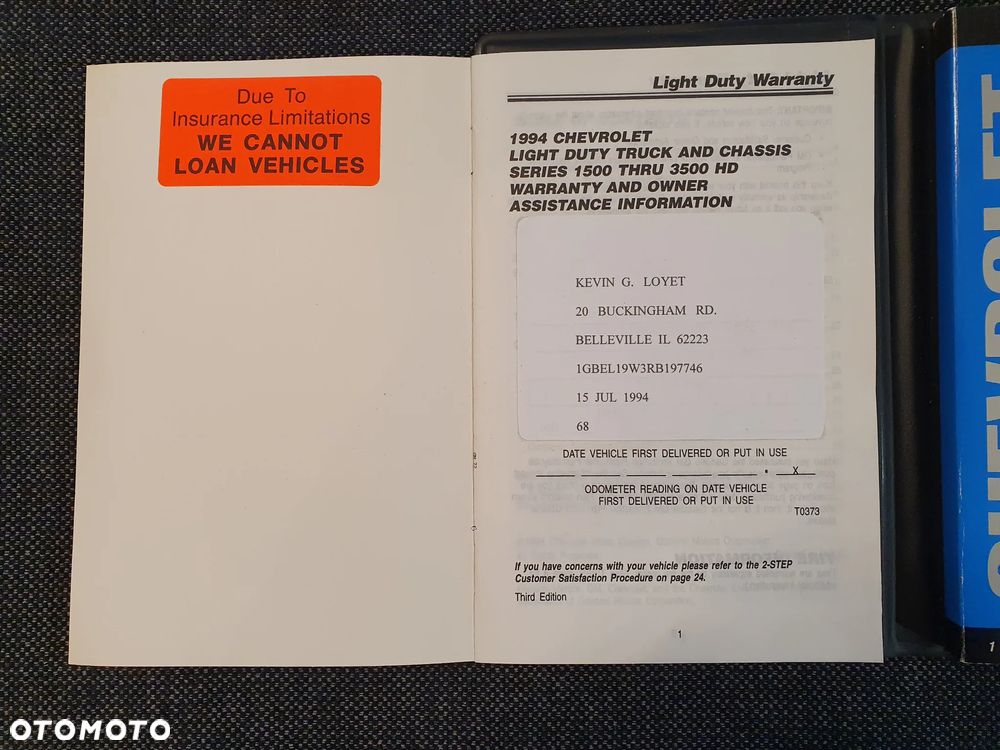 Due To
Insurance Limitations
WE CANNOT
LOAN VEHICLES
Light Duty Warranty
1994 CHEVROLET
LIGHT DUTY TRUCK AND CHASSIS
SERIES 1500 THRU 3500 HD
WARRANTY AND OWNER
ASSISTANCE INFORMATION
KEVIN G. LOYET
20 BUCKINGHAM RD.
BELLEVILLE IL 62223
1GBEL19W3RB197746
15 JUL 1994
68
DATE VEHICLE FIRST DELIVERED OR PUT IN USE
X
ODOMETER READING ON DATE VEHICLE
FIRST DELIVERED OR PUT IN USE
T0373
If you have concerns with your vehicle please refer to the 2-STEP
Customer Satisfaction Procedure on page 24.
Third Edition
1
CHEVROLET
1
OTOMOTO